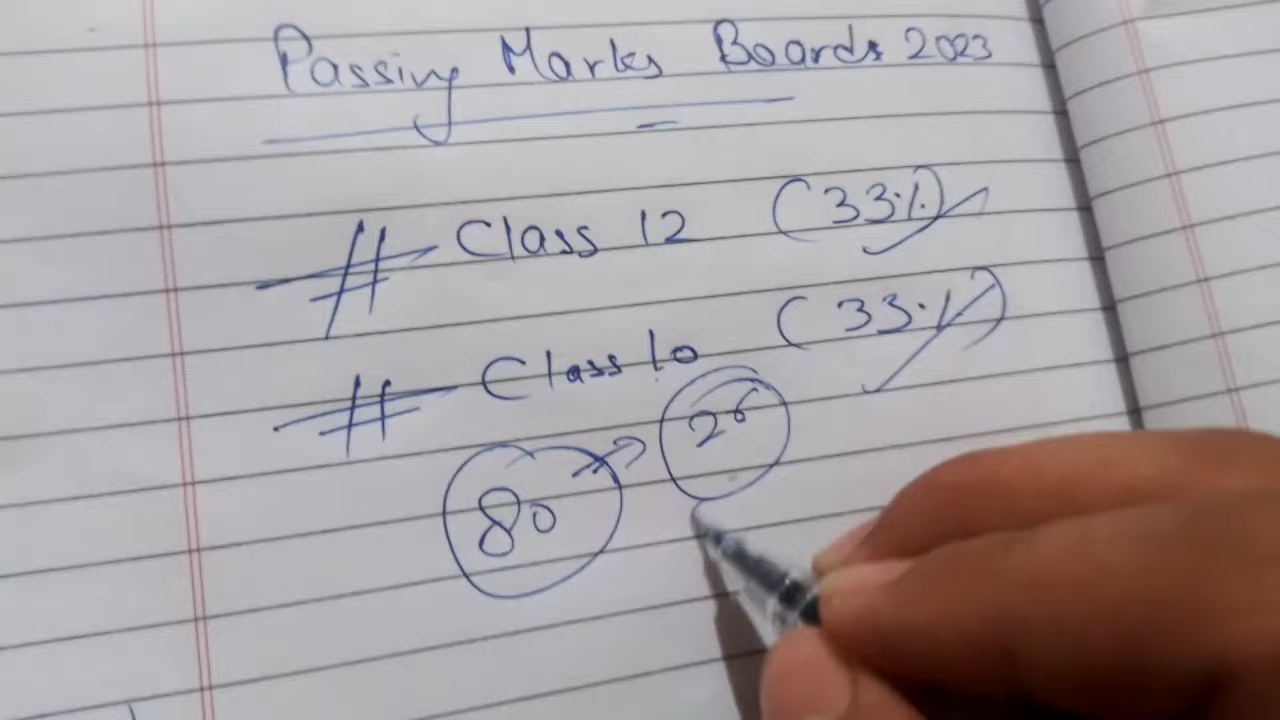 Passing Marks Boards 2023
# Class 12 (33%)
# Class 10 (33%)
80 → 26